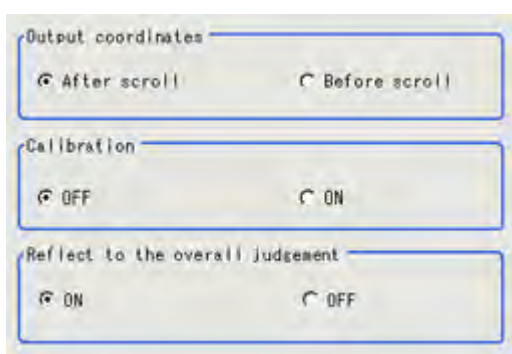 Output coordinates
After scroll Before scroll
Calibration
OFF ON
Reflect to the overall judgement
ON OFF